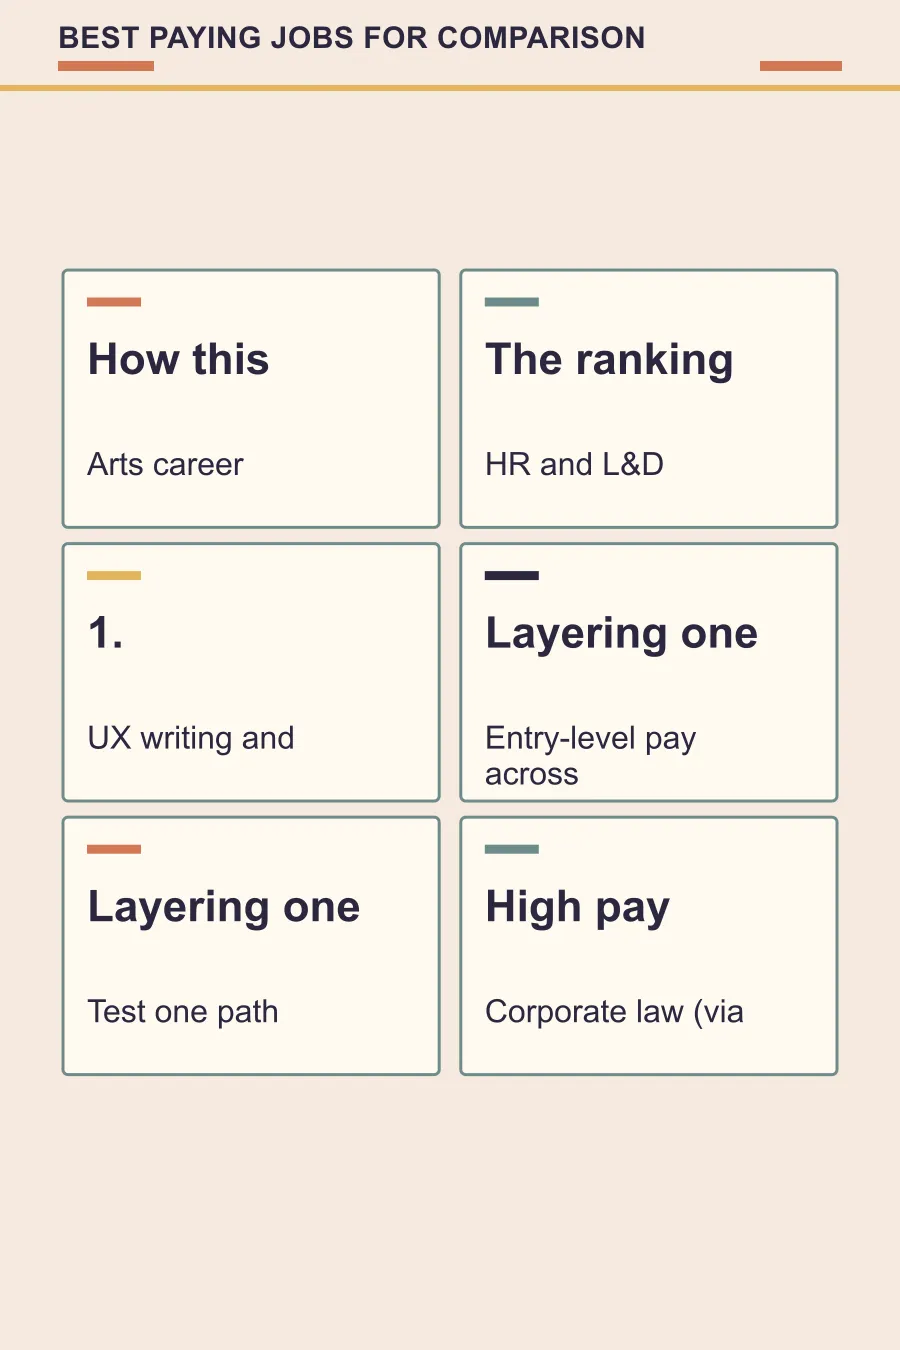 BEST PAYING JOBS FOR COMPARISON
How this
Arts career
The ranking
HR and L&D
1.
UX writing and
Layering one
Entry-level pay
across
Layering one
Test one path
High pay
Corporate law (via